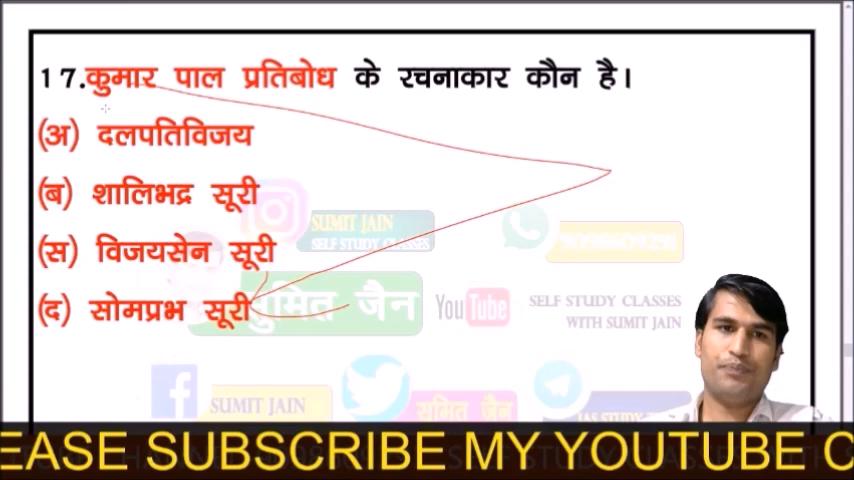 17.कुमार पाल प्रतिबोध के रचनाकार कौन है।
(अ) दलपतिविजय
(ब) शालिभद्र सूरी
(स) विजयसेन सूरी
(द) सोमप्रभ सूरी
SUMIT JAIN
SELF STUDY CLASSES
सुमित जैन
YouTube
SELF STUDY CLASSES
WITH SUMIT JAIN
SUMIT JAIN
सुमित जैन
EASE SUBSCRIBE MY YOUTUBE C